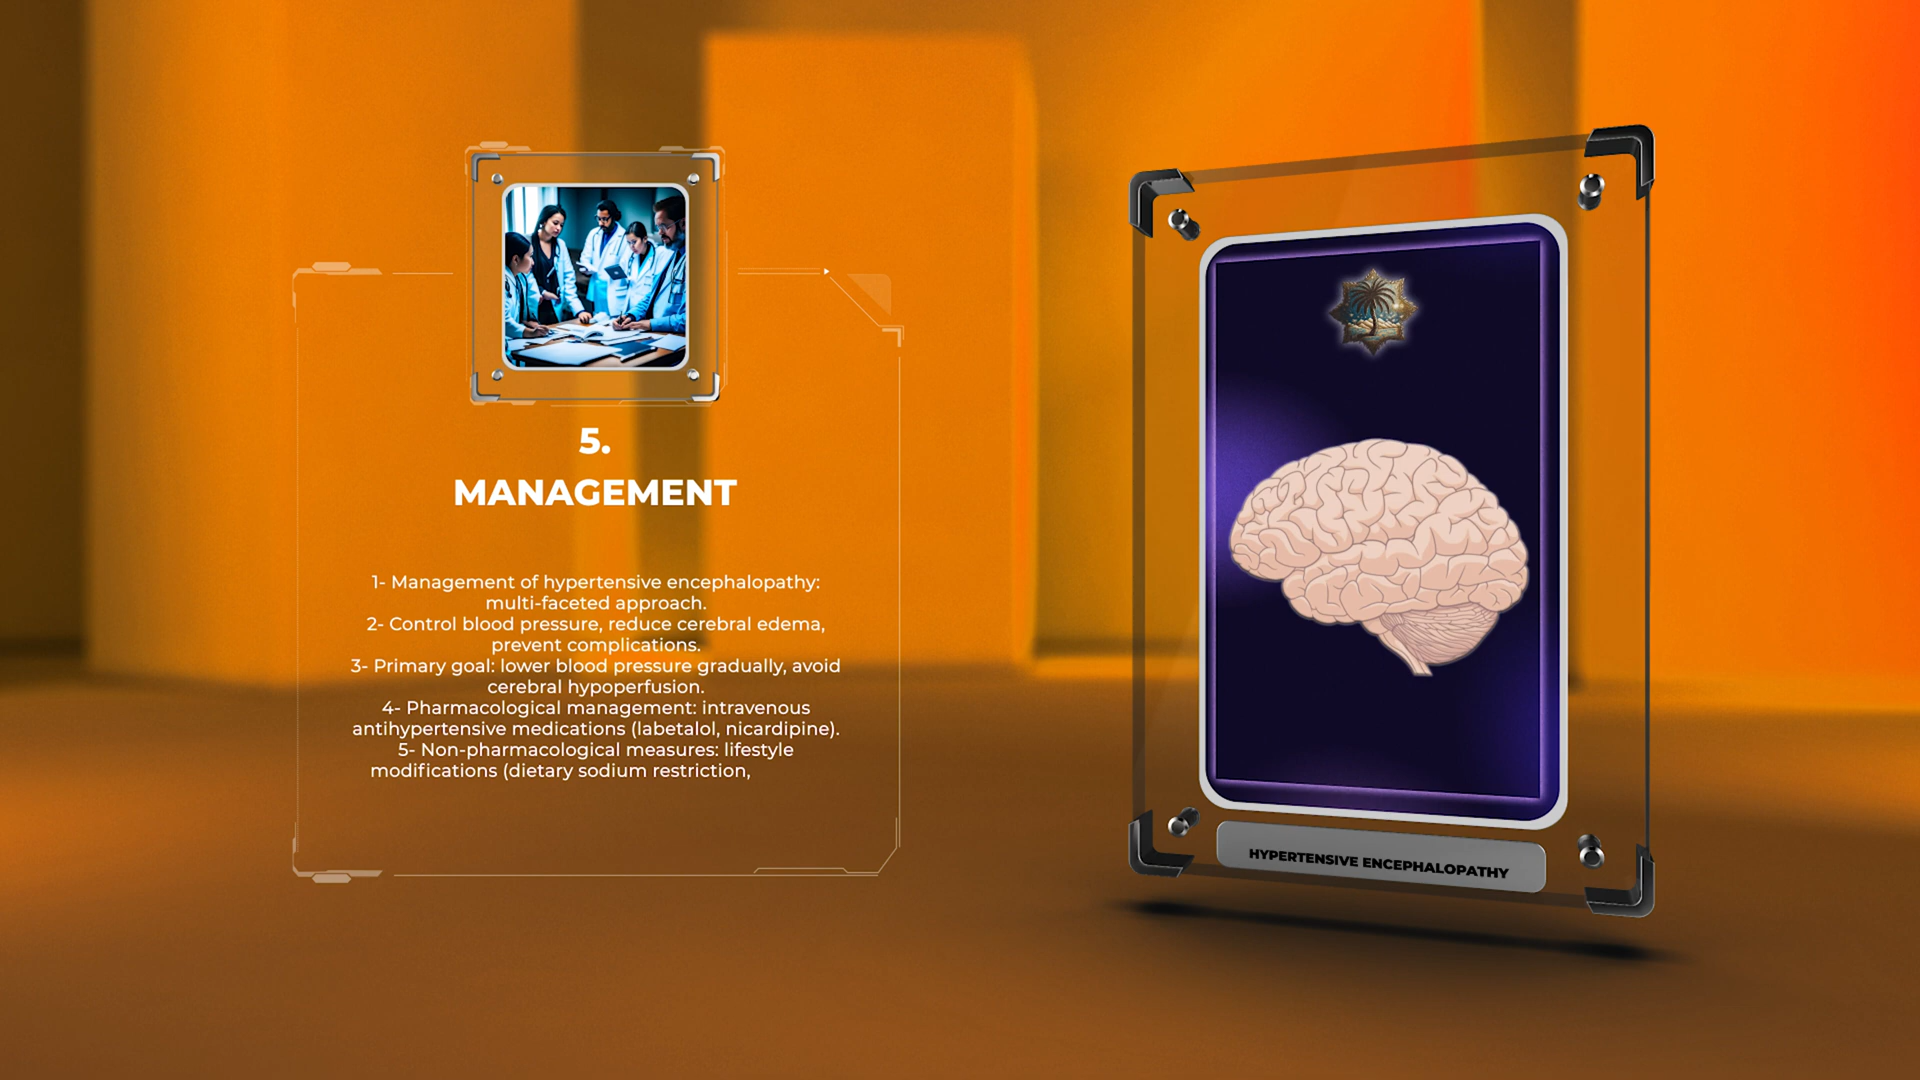 5.
MANAGEMENT
1- Management of hypertensive encephalopathy:
multi-faceted approach.
2- Control blood pressure, reduce cerebral edema,
prevent complications.
3- Primary goal: lower blood pressure gradually, avoid
cerebral hypoperfusion.
4- Pharmacological management: intravenous
antihypertensive medications (labetalol, nicardipine).
5- Non-pharmacological measures: lifestyle
modifications (dietary sodium restriction,
HYPERTENSIVE ENCEPHALOPATHY